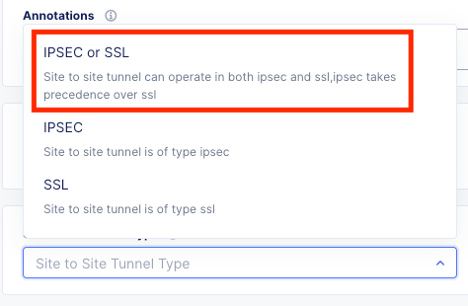 Annotations
IPSEC or SSL
Site to site tunnel can operate in both ipsec and ssl,ipsec takes
precedence over ssl
IPSEC
Site to site tunnel is of type ipsec
SSL
Site to site tunnel is of type ssl
Site to Site Tunnel Type